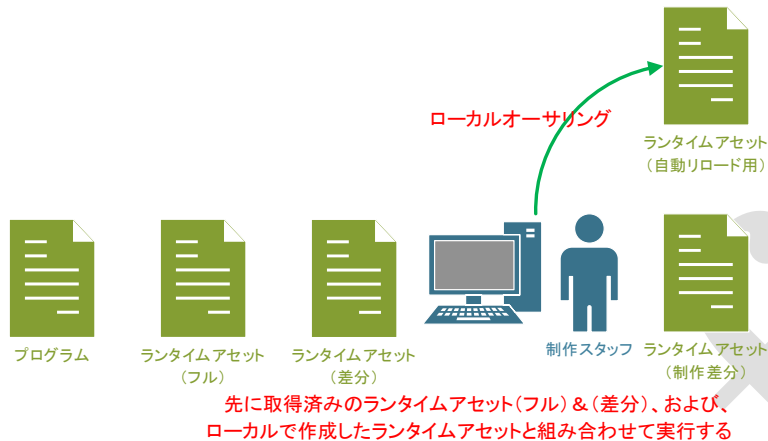 ローカルオーサリング
ランタイムアセット
（自動リロード用）
プログラム
ランタイムアセット
（フル）
ランタイムアセット
（差分）
制作スタッフ
ランタイムアセット
（制作差分）
先に取得済みのランタイムアセット（フル）＆（差分）、および、
ローカルで作成したランタイムアセットと組み合わせて実行する